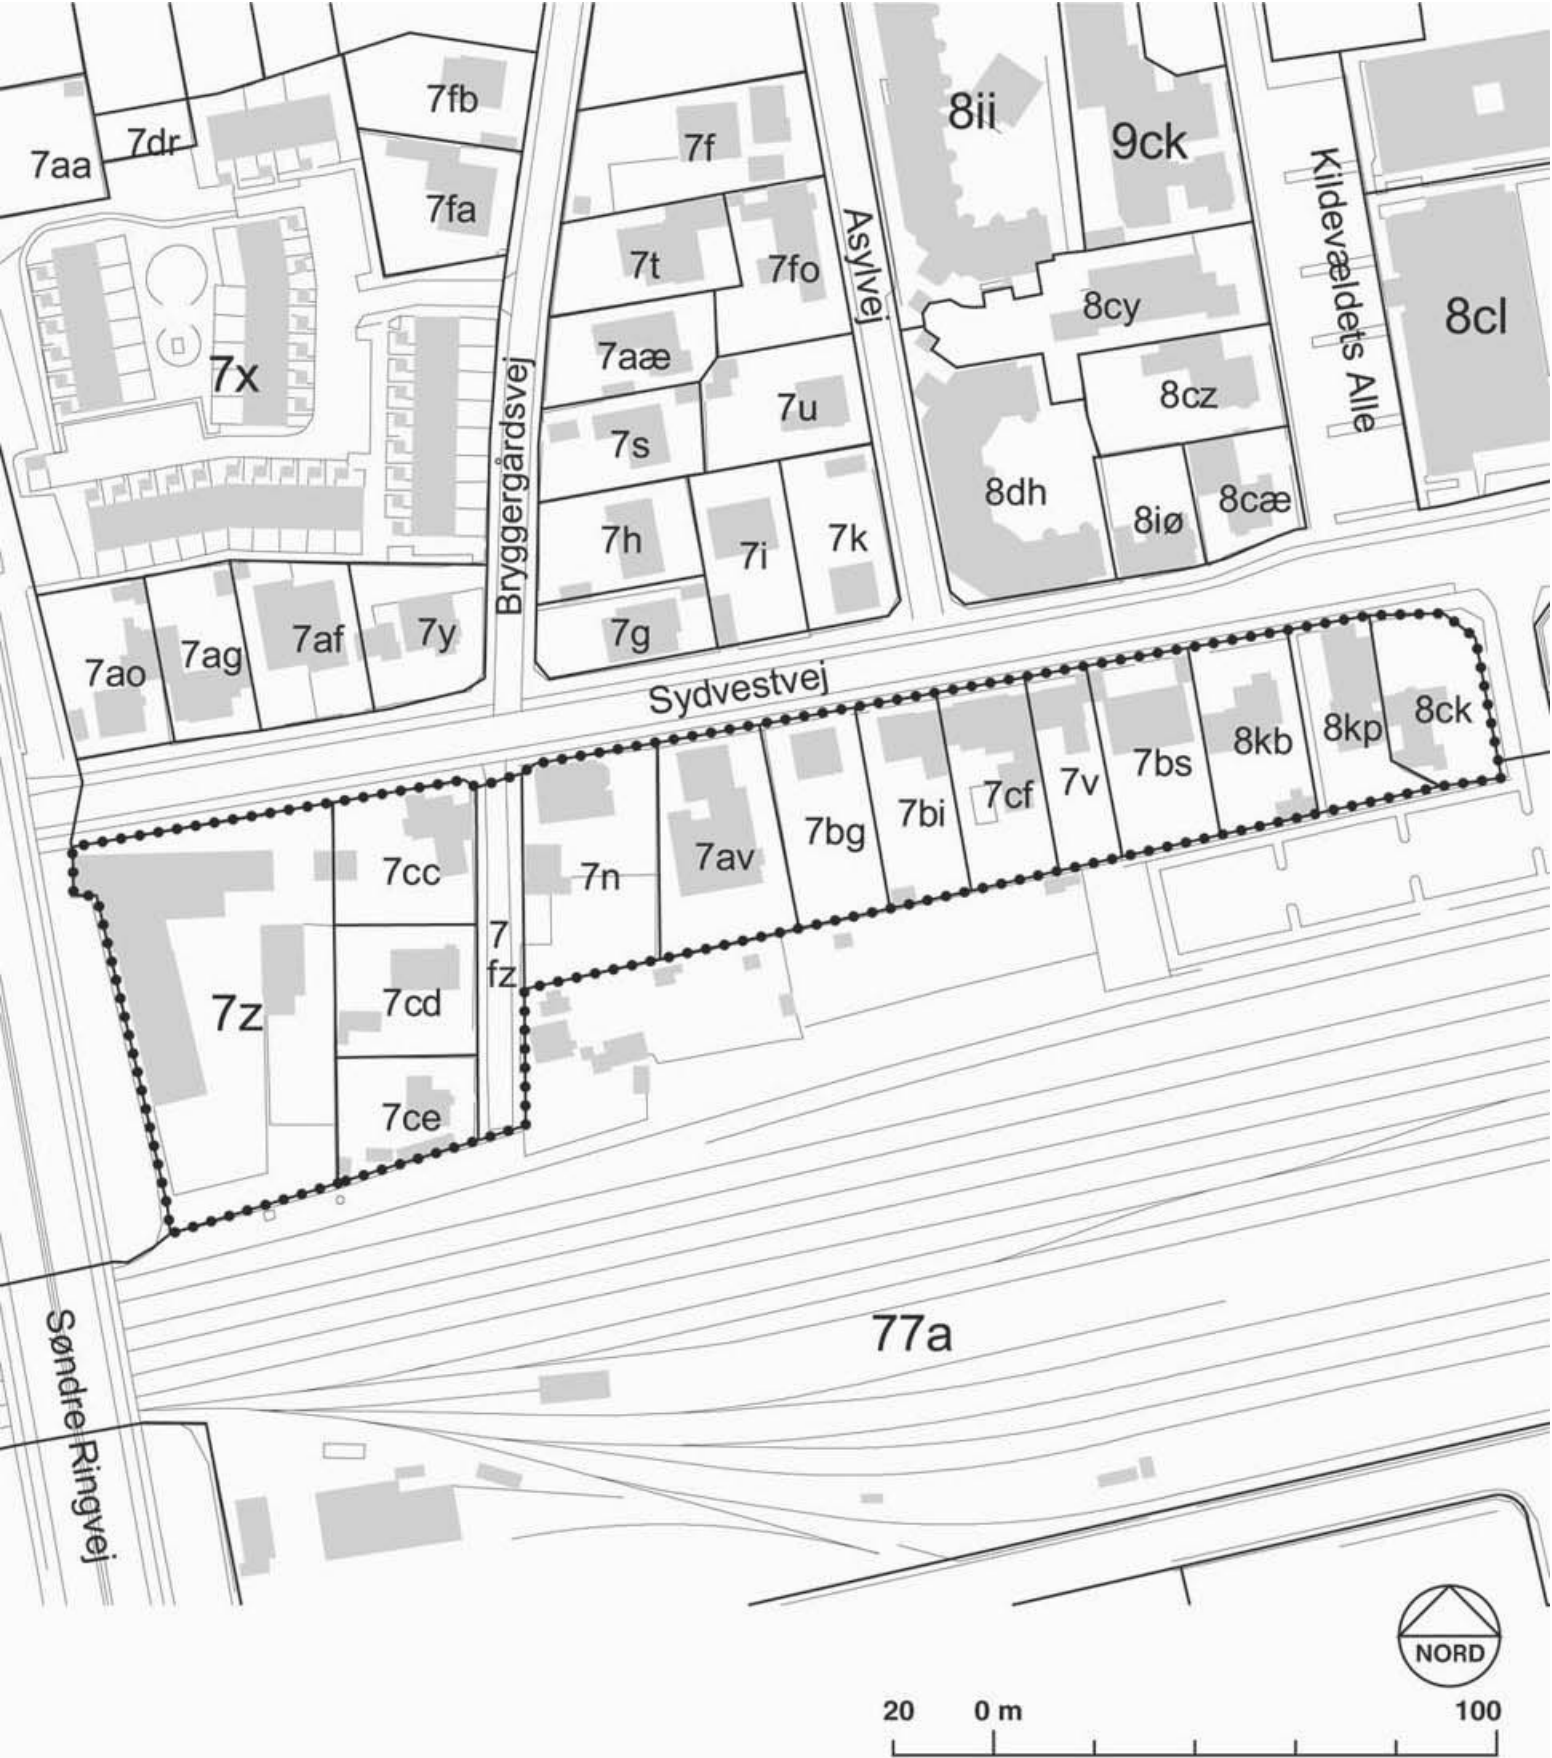 7fb
7dr
7aa
7f
8ii
9ck
7fa
Asylvej
Kildevældets Alle
7t
7fo
8cy
8cl
7x
7aæ
7u
8cz
7s
Bryggergårdsvej
8dh
8iø
8cæ
7h
7i
7k
7ao
7ag
7af
7y
7g
Sydvestvej
7cc
7n
7av
7bg
7bi
7cf
7v
7bs
8kb
8kp
8ck
7
fz
7z
7cd
7ce
77a
Søndre Ringvej
NORD
20 0 m 100